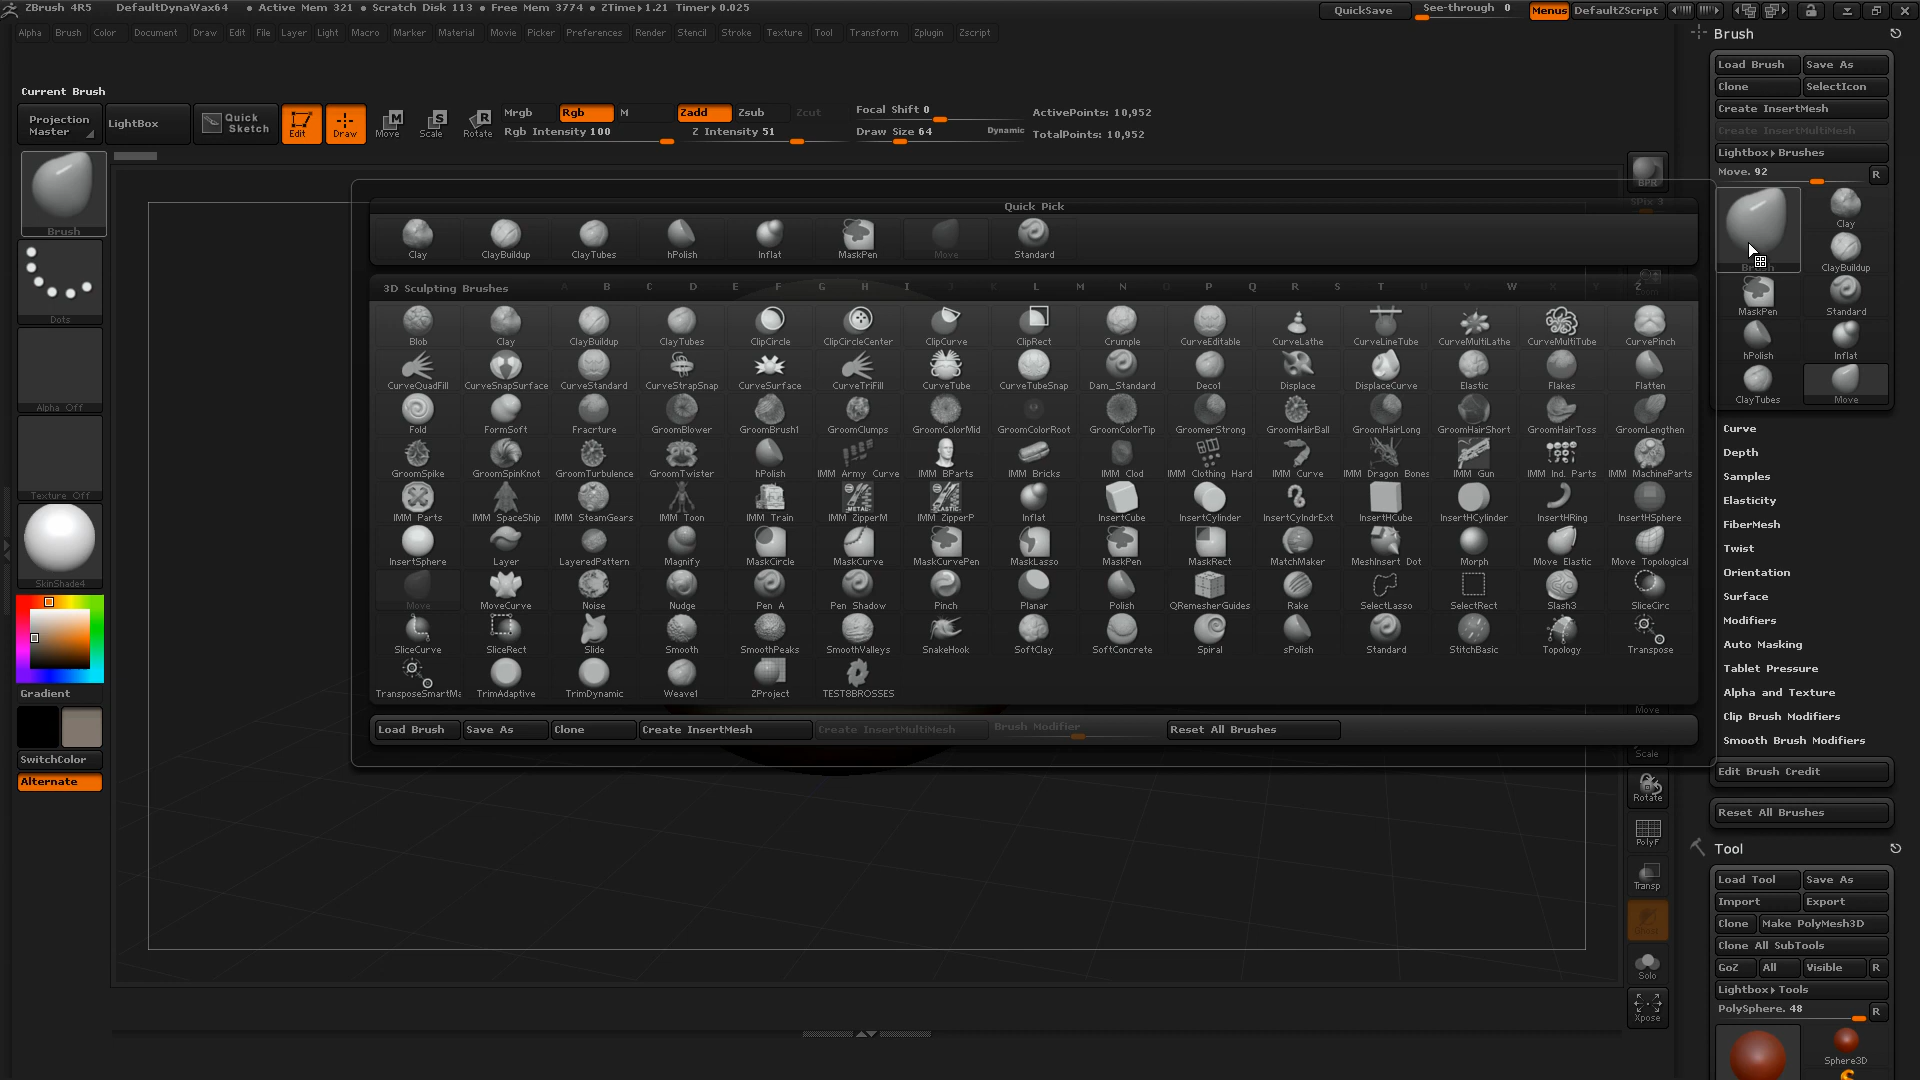 ZBrush 4R5 DefaultDynaWax64 • Active Mem 321 • Scratch Disk 113 • Free Mem 3774 • ZTime▸1.21 Timer▸0.025 QuickSave See-through 0 Menus DefaultZScript
Alpha Brush Color Document Draw Edit File Layer Light Macro Marker Material Movie Picker Preferences Render Stencil Stroke Texture Tool Transform Zplugin Zscript
Current Brush
Projection Master
LightBox
Quick Sketch
Edit
Draw
Move
Scale
Rotate
Mrgb Rgb M Zadd Zsub Zcut
Rgb Intensity 100 Z Intensity 51
Focal Shift 0
Draw Size 64 Dynamic
ActivePoints: 10,952
TotalPoints: 10,952
Brush
Dots
Alpha Off
Texture Off
SkinShade4
Gradient
SwitchColor
Alternate
Quick Pick
Clay ClayBuildup ClayTubes hPolish Inflat MaskPen Move Standard
3D Sculpting Brushes A B C D E F G H I J K L M N O P Q R S T U V W X Y Z
Blob Clay ClayBuildup ClayTubes ClipCircle ClipCircleCenter ClipCurve ClipRect Crumple CurveEditable CurveLathe CurveLineTube CurveMultiLathe CurveMultiTube CurvePinch
CurveQuadFill CurveSnapSurface CurveStandard CurveStrapSnap CurveSurface CurveTriFill CurveTube CurveTubeSnap Dam_Standard Deco1 Displace DisplaceCurve Elastic Flakes Flatten
Fold FormSoft Fracrture GroomBlower GroomBrush1 GroomClumps GroomColorMid GroomColorRoot GroomColorTip GroomerStrong GroomHairBall GroomHairLong GroomHairShort GroomHairToss GroomLengthen
GroomSpike GroomSpinKnot GroomTurbulence GroomTwister hPolish IMM Army Curve IMM BParts IMM Bricks IMM Clod IMM Clothing Hard IMM Curve IMM Dragon Bones IMM Gun IMM Ind. Parts IMM MachineParts
IMM Parts IMM SpaceShip IMM SteamGears IMM Toon IMM Train IMM ZipperM IMM ZipperP Inflat InsertCube InsertCylinder InsertCylndrExt InsertHCube InsertHCylinder InsertHRing InsertHSphere
InsertSphere Layer LayeredPattern Magnify MaskCircle MaskCurve MaskCurvePen MaskLasso MaskPen MaskRect MatchMaker MeshInsert Dot Morph Move Elastic Move Topological
Move MoveCurve Noise Nudge Pen A Pen Shadow Pinch Planar Polish QRemesherGuides Rake SelectLasso SelectRect Slash3 SliceCirc
SliceCurve SliceRect Slide Smooth SmoothPeaks SmoothValleys SnakeHook SoftClay SoftConcrete Spiral sPolish Standard StitchBasic Topology Transpose
TransposeSmartMa TrimAdaptive TrimDynamic Weave1 ZProject TEST8BROSSES
Load Brush Save As Clone Create InsertMesh Create InsertMultiMesh Brush Modifier Reset All Brushes
BPR
SPix 3
Move
Scale
Rotate
PolyF
Transp
Ghost
Solo
Xpose
Brush
Load Brush Save As
Clone SelectIcon
Create InsertMesh
Create InsertMultiMesh
Lightbox▸Brushes
Move. 92 R
Brush
Clay
ClayBuildup
MaskPen Standard
hPolish Inflat
ClayTubes Move
Curve
Depth
Samples
Elasticity
FiberMesh
Twist
Orientation
Surface
Modifiers
Auto Masking
Tablet Pressure
Alpha and Texture
Clip Brush Modifiers
Smooth Brush Modifiers
Edit Brush Credit
Reset All Brushes
Tool
Load Tool Save As
Import Export
Clone Make PolyMesh3D
Clone All SubTools
GoZ All Visible R
Lightbox▸Tools
PolySphere. 48 R
Sphere3D